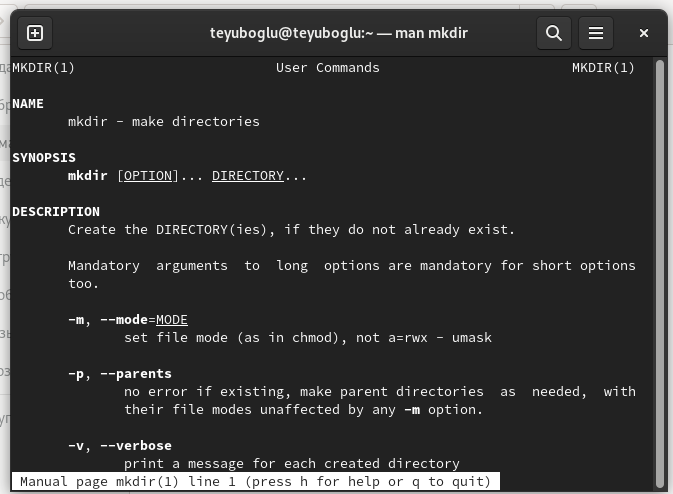 teyuboglu@teyuboglu:~ — man mkdir
MKDIR(1) User Commands MKDIR(1)
NAME
mkdir - make directories
SYNOPSIS
mkdir [OPTION]... DIRECTORY...
DESCRIPTION
Create the DIRECTORY(ies), if they do not already exist.
Mandatory arguments to long options are mandatory for short options
too.
-m, --mode=MODE
set file mode (as in chmod), not a=rwx - umask
-p, --parents
no error if existing, make parent directories as needed, with
their file modes unaffected by any -m option.
-v, --verbose
print a message for each created directory
Manual page mkdir(1) line 1 (press h for help or q to quit)